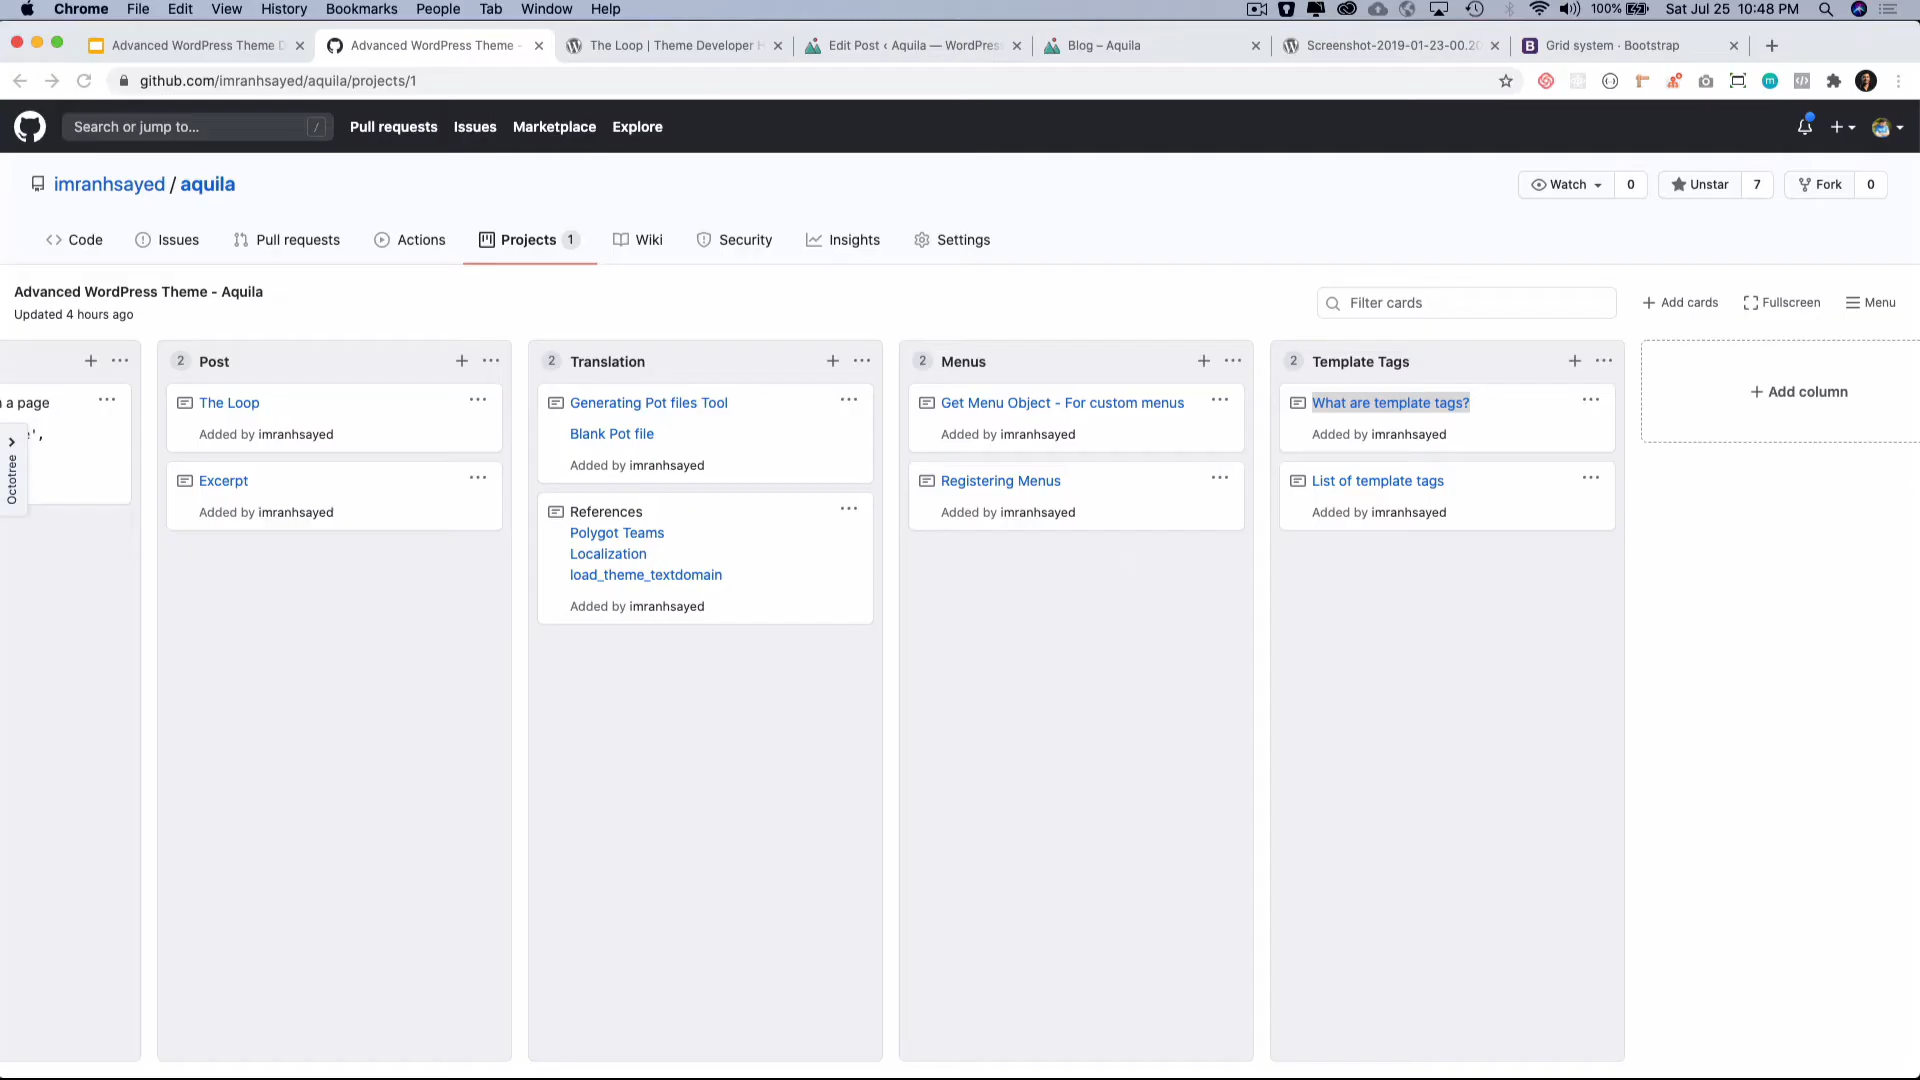 Chrome File Edit View History Bookmarks People Tab Window Help
100% Sat Jul 25 10:48 PM
Advanced WordPress Theme D
Advanced WordPress Theme -
The Loop | Theme Developer H
Edit Post ‹ Aquila — WordPress
Blog – Aquila
Screenshot-2019-01-23-00.20
Grid system · Bootstrap
github.com/imranhsayed/aquila/projects/1
Search or jump to... /
Pull requests Issues Marketplace Explore
imranhsayed / aquila
Watch 0 Unstar 7 Fork 0
Code Issues Pull requests Actions Projects 1 Wiki Security Insights Settings
Advanced WordPress Theme - Aquila
Updated 4 hours ago
Filter cards
Add cards Fullscreen Menu
a page
',
Octotree
2 Post
The Loop
Added by imranhsayed
Excerpt
Added by imranhsayed
2 Translation
Generating Pot files Tool
Blank Pot file
Added by imranhsayed
References
Polygot Teams
Localization
load_theme_textdomain
Added by imranhsayed
2 Menus
Get Menu Object - For custom menus
Added by imranhsayed
Registering Menus
Added by imranhsayed
2 Template Tags
What are template tags?
Added by imranhsayed
List of template tags
Added by imranhsayed
+ Add column